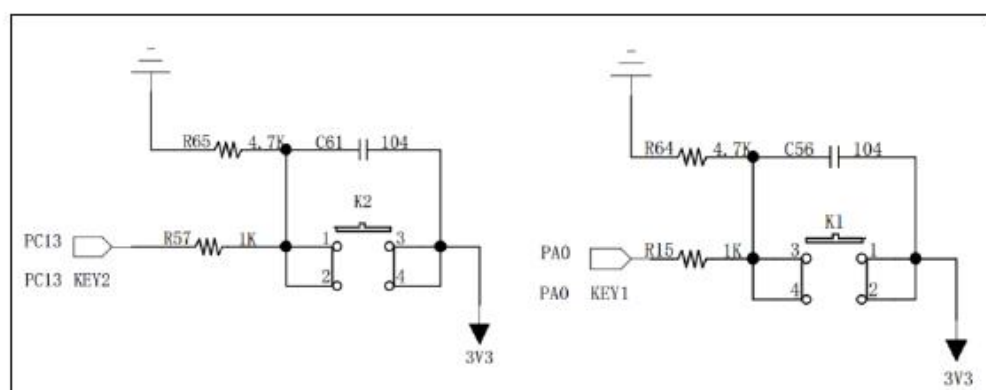 R65 4.7K C61 104
K2
PC13 R57 1K 1 3
PC13 KEY2 2 4
3V3
R64 4.7K C56 104
K1
PA0 R15 1K 3 1
PA0 KEY1 4 2
3V3